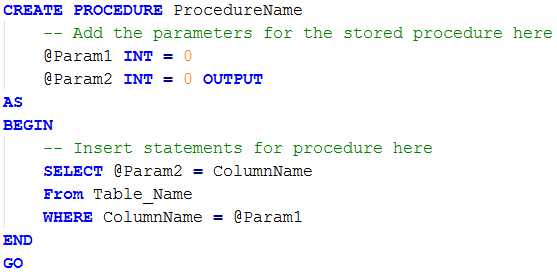 CREATE PROCEDURE ProcedureName
    -- Add the parameters for the stored procedure here
    @Param1 INT = 0
    @Param2 INT = 0 OUTPUT
AS
BEGIN
    -- Insert statements for procedure here
    SELECT @Param2 = ColumnName
    From Table_Name
    WHERE ColumnName = @Param1
END
GO